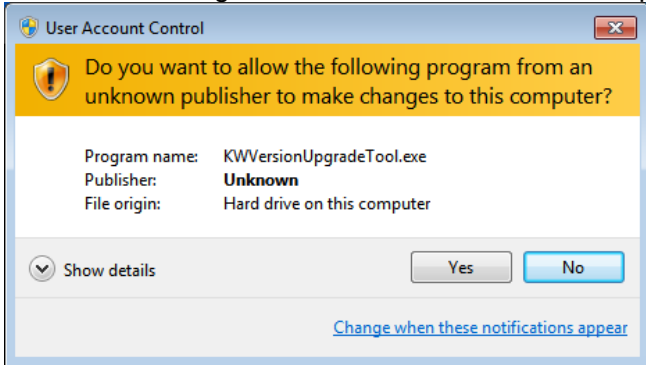 User Account Control
Do you want to allow the following program from an
unknown publisher to make changes to this computer?
Program name: KWVersionUpgradeTool.exe
Publisher: Unknown
File origin: Hard drive on this computer
Show details
Yes
No
Change when these notifications appear